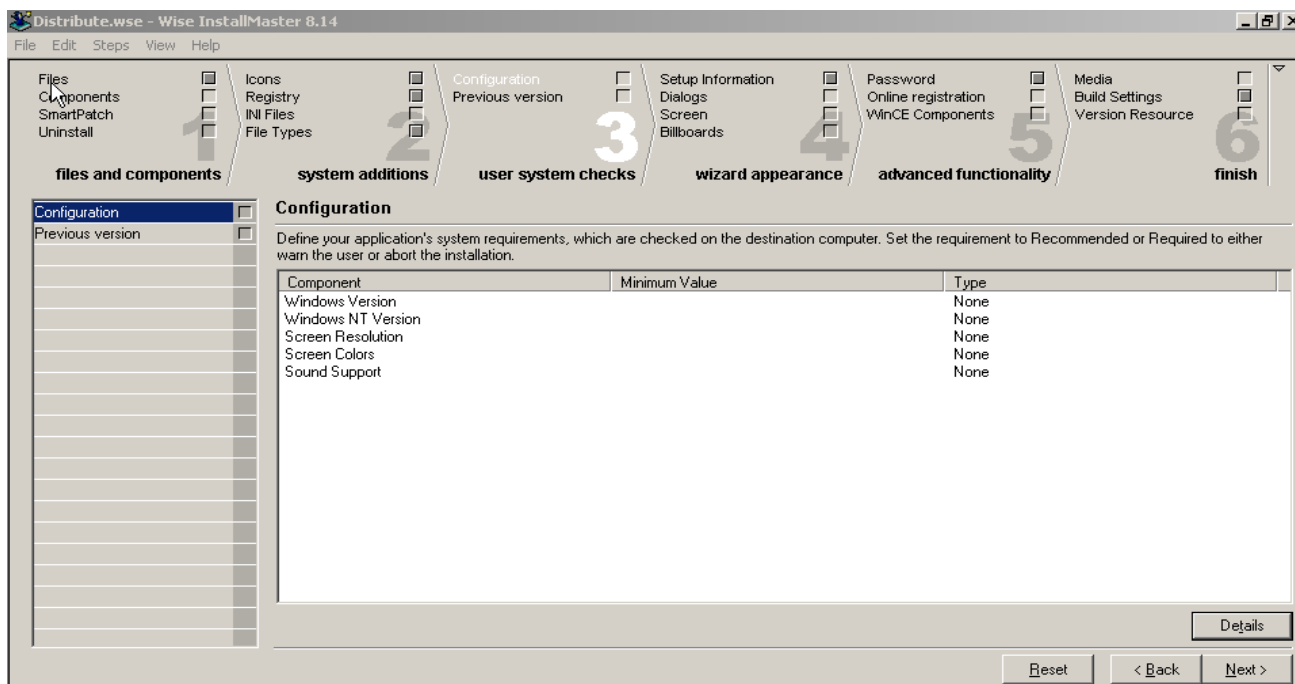 Distribute.wse - Wise InstallMaster 8.14
File Edit Steps View Help
Files
Components
SmartPatch
Uninstall
1
files and components
Icons
Registry
INI Files
File Types
2
system additions
Configuration
Previous version
3
user system checks
Setup Information
Dialogs
Screen
Billboards
4
wizard appearance
Password
Online registration
WinCE Components
5
advanced functionality
Media
Build Settings
Version Resource
6
finish
Configuration
Previous version
Configuration
Define your application's system requirements, which are checked on the destination computer. Set the requirement to Recommended or Required to either
warn the user or abort the installation.
Component Minimum Value Type
Windows Version None
Windows NT Version None
Screen Resolution None
Screen Colors None
Sound Support None
Details
Reset < Back Next >